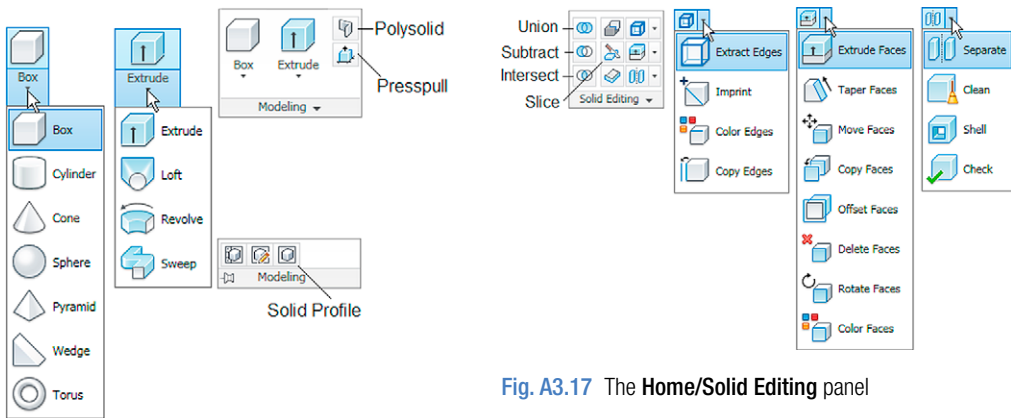 Box
Box
Cylinder
Cone
Sphere
Pyramid
Wedge
Torus
Extrude
Extrude
Loft
Revolve
Sweep
Box
Extrude
Modeling
Polysolid
Presspull
Modeling
Solid Profile
Union
Subtract
Intersect
Slice
Solid Editing
Extract Edges
Imprint
Color Edges
Copy Edges
Extrude Faces
Taper Faces
Move Faces
Copy Faces
Offset Faces
Delete Faces
Rotate Faces
Color Faces
Separate
Clean
Shell
Check
Fig. A3.17 The Home/Solid Editing panel